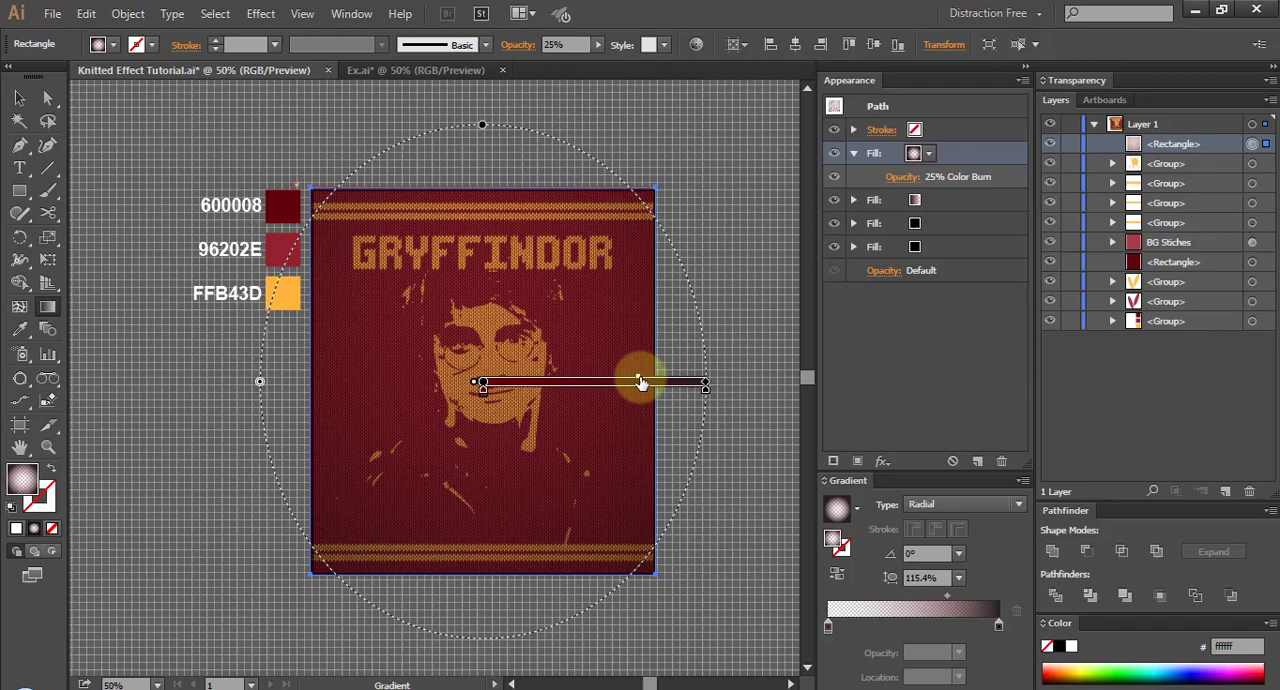 Ai File Edit Object Type Select Effect View Window Help Br St Distraction Free
Rectangle Stroke: Basic Opacity: 25% Style: Transform
Knitted Effect Tutorial.ai* @ 50% (RGB/Preview) × Ex.ai* @ 50% (RGB/Preview) ×
Appearance
Path
Stroke:
Fill:
Opacity: 25% Color Burn
Fill:
Fill:
Fill:
Opacity: Default
Transparency
Layers Artboards
Layer 1
<Rectangle>
<Group>
<Group>
<Group>
<Group>
BG Stiches
<Rectangle>
<Group>
<Group>
<Group>
1 Layer
600008
96202E
FFB43D
GRYFFINDOR
Gradient
Type: Radial
Stroke:
0°
115.4%
Opacity:
Location:
Pathfinder
Shape Modes:
Expand
Pathfinders:
Color
# ffffff
50% 1 Gradient